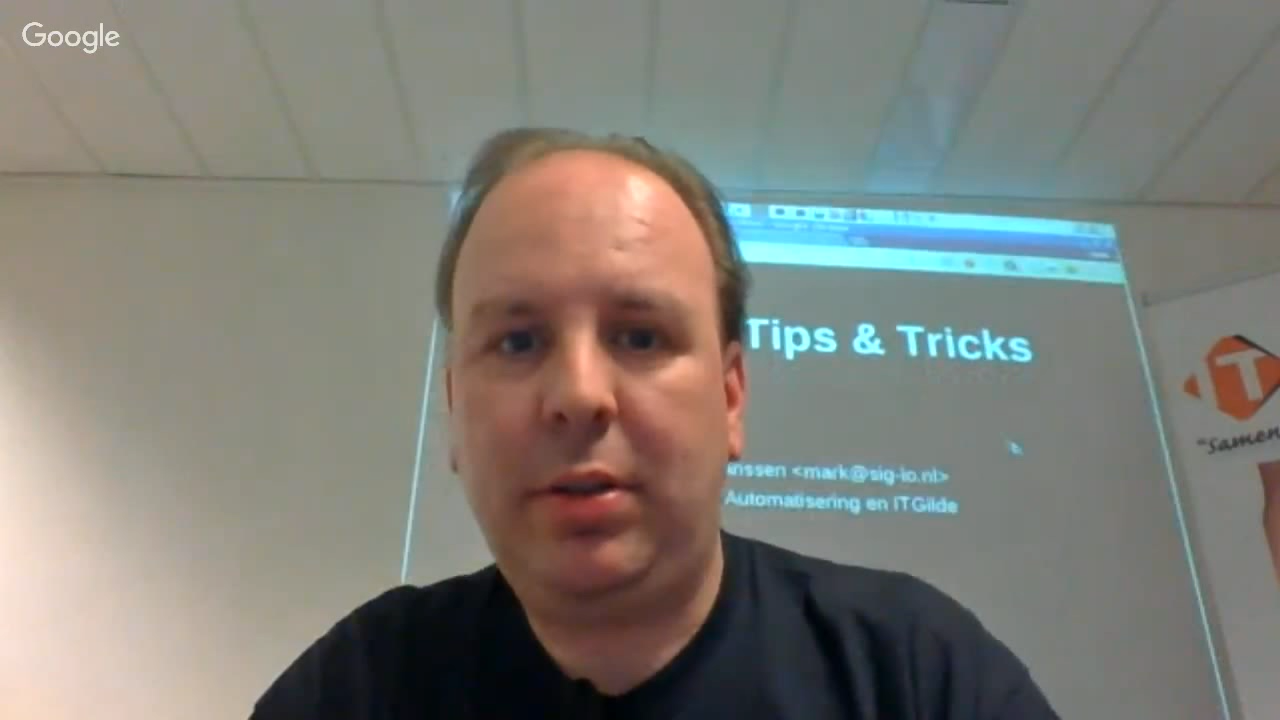 Google
Tips & Tricks
anssen <mark@sig-io.nl>
Automatisering en ITGilde
T
"Samen